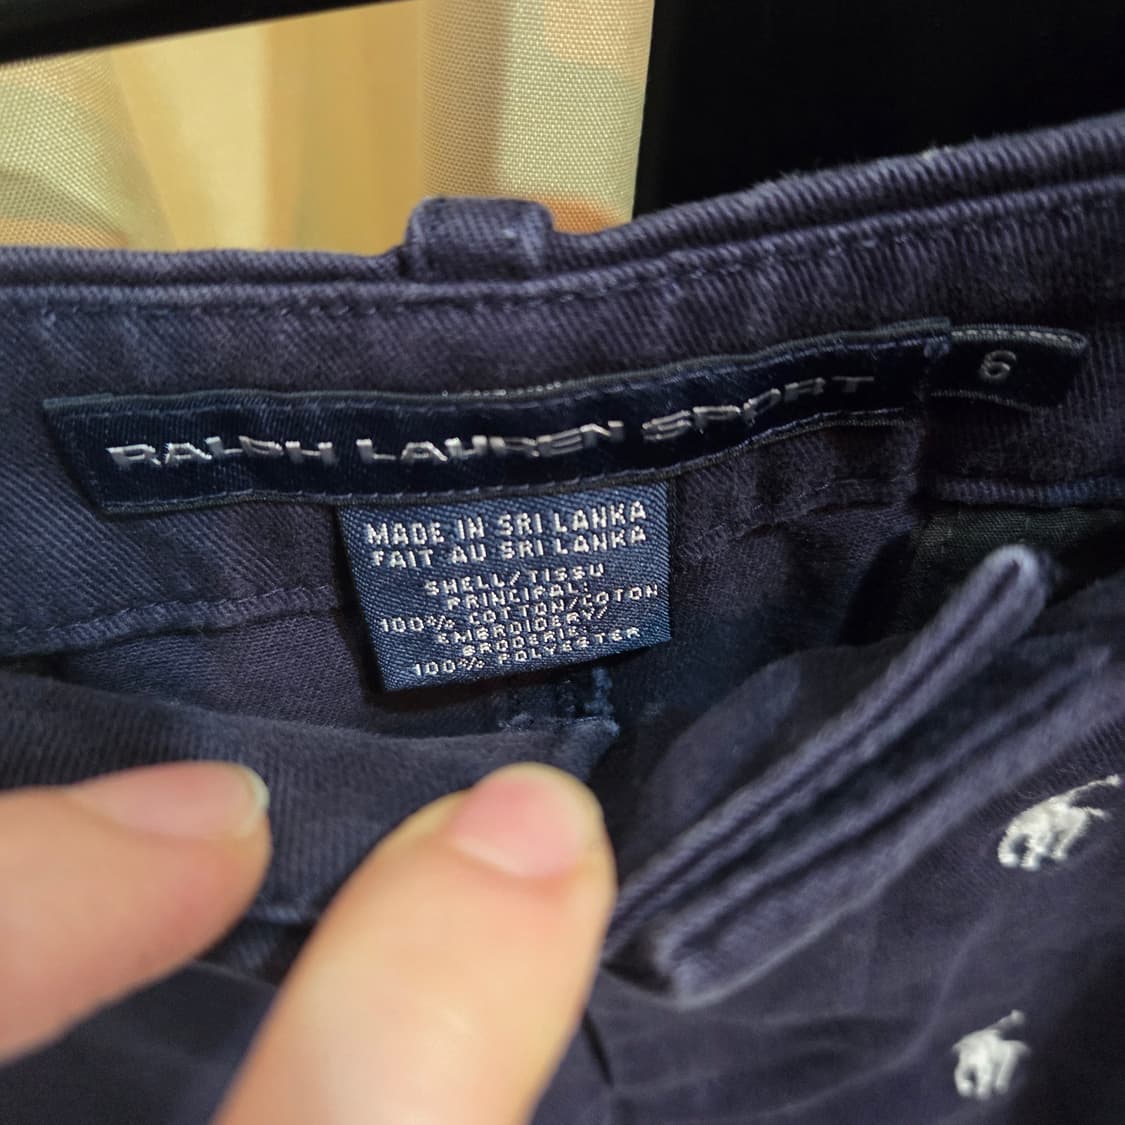 RALPH LAUREN SPORT
6
MADE IN SRI LANKA
FAIT AU SRI LANKA
SHELL/TISSU
PRINCIPAL:
100% COTTON/COTON
EMBROIDERY/
BRODERIE:
100% POLYESTER